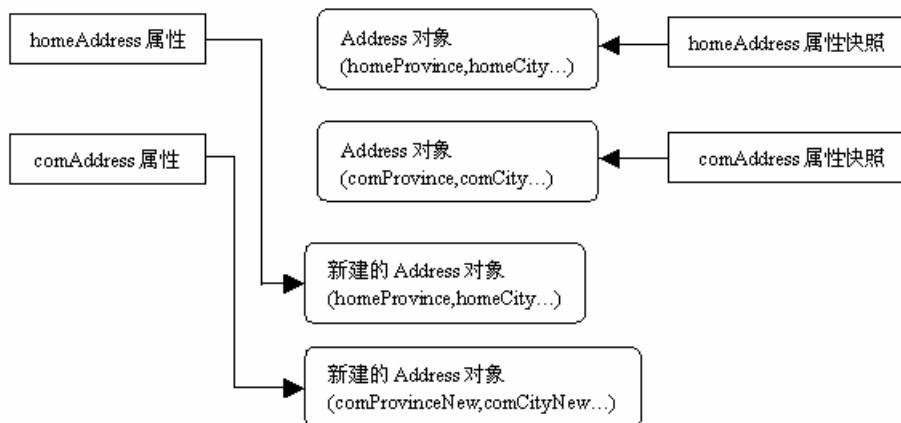 homeAddress 属性
Address 对象
(homeProvince,homeCity…)
homeAddress 属性快照
comAddress 属性
Address 对象
(comProvince,comCity…)
comAddress 属性快照
新建的 Address 对象
(homeProvince,homeCity…)
新建的 Address 对象
(comProvinceNew,comCityNew…)